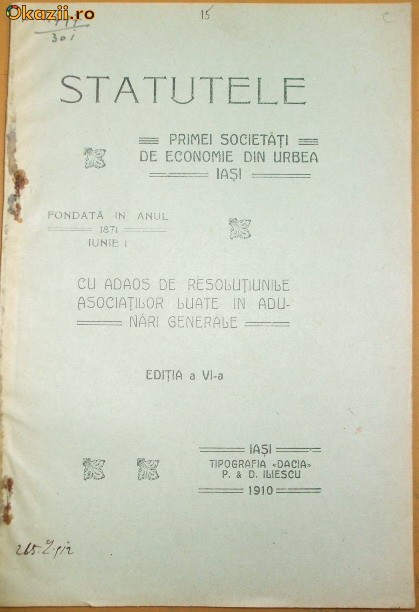 Okazii.ro
301
15
STATUTELE
PRIMEI SOCIETĂȚI
DE ECONOMIE DIN URBEA
IAȘI
FONDATĂ IN ANUL
1871
IUNIE 1
CU ADAOS DE RESOLUȚIUNILE
ASOCIAȚILOR LUATE IN ADU-
NĂRI GENERALE
EDIȚIA a VI-a
IAȘI
TIPOGRAFIA «DACIA»
P. & D. ILIESCU
1910